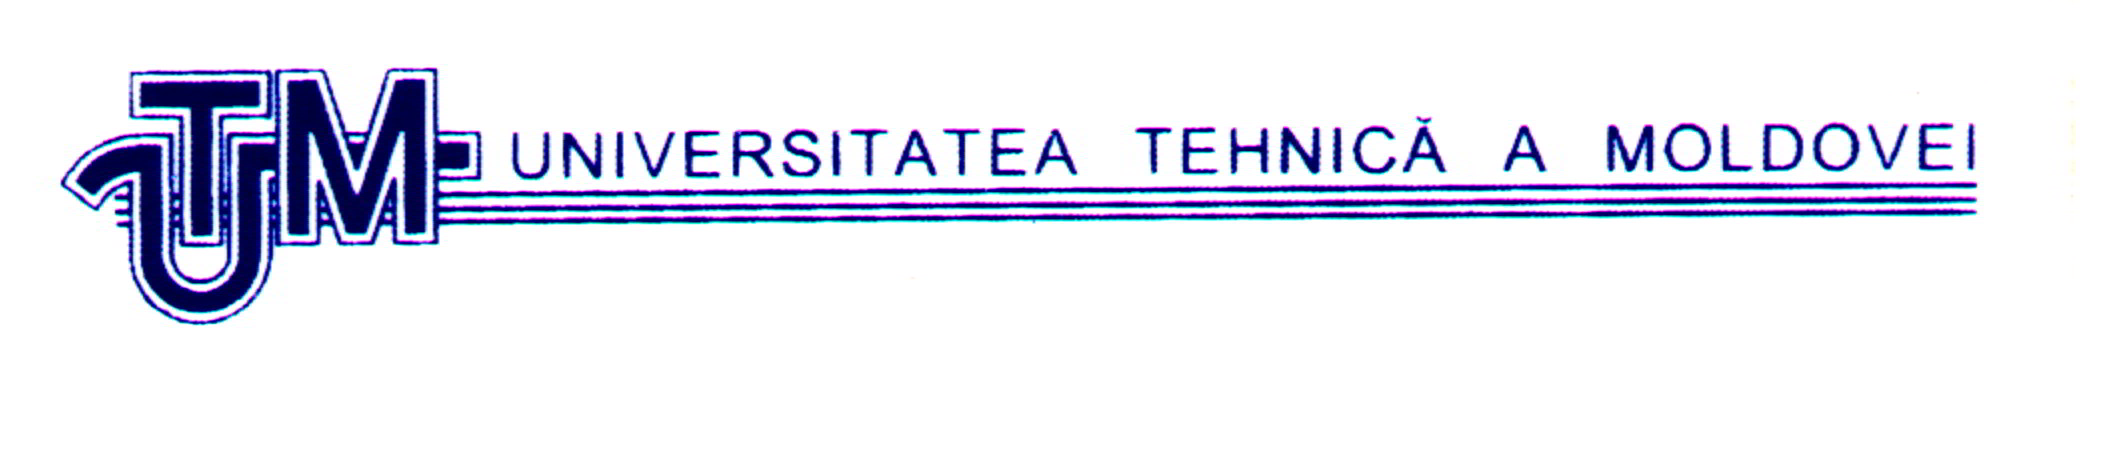 UTM UNIVERSITATEA TEHNICĂ A MOLDOVEI